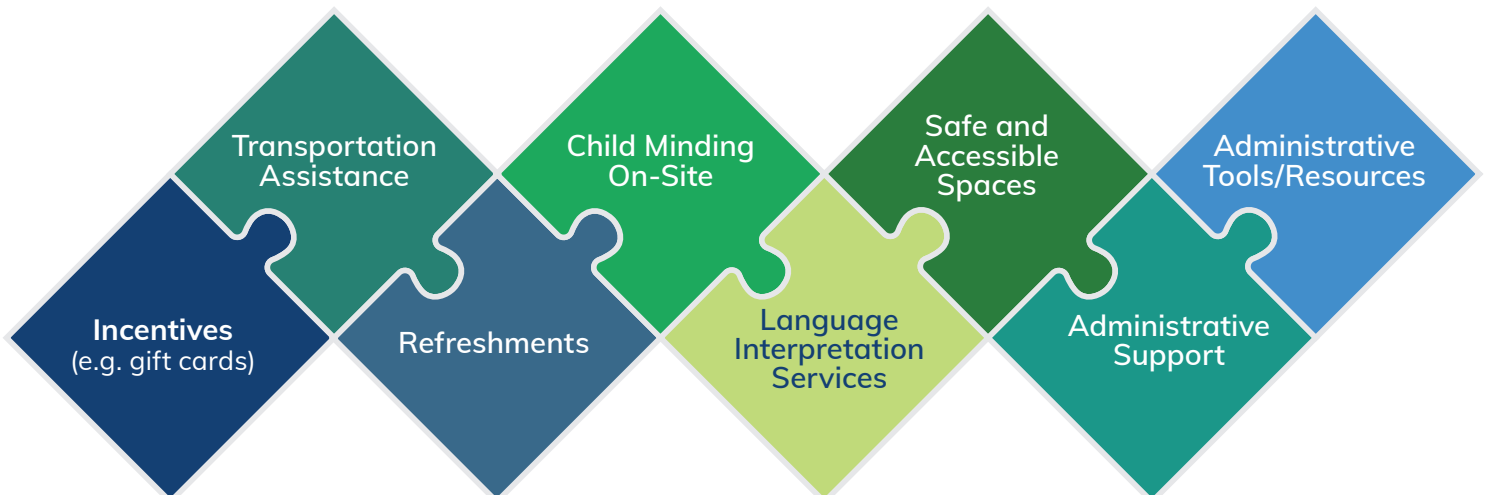 Transportation
Assistance
Child Minding
On-Site
Safe and
Accessible
Spaces
Administrative
Tools/Resources
Incentives
(e.g. gift cards)
Refreshments
Language
Interpretation
Services
Administrative
Support